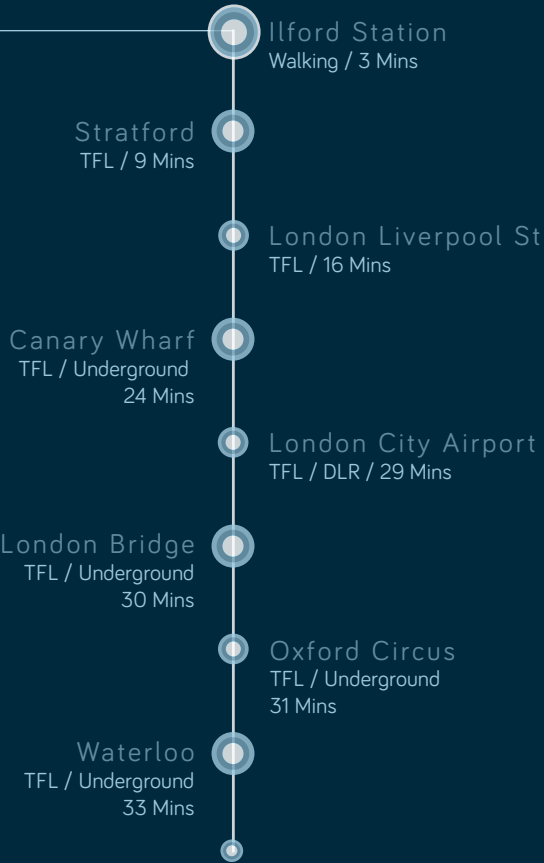 Ilford Station
Walking / 3 Mins
Stratford
TFL / 9 Mins
London Liverpool St
TFL / 16 Mins
Canary Wharf
TFL / Underground
24 Mins
London City Airport
TFL / DLR / 29 Mins
London Bridge
TFL / Underground
30 Mins
Oxford Circus
TFL / Underground
31 Mins
Waterloo
TFL / Underground
33 Mins